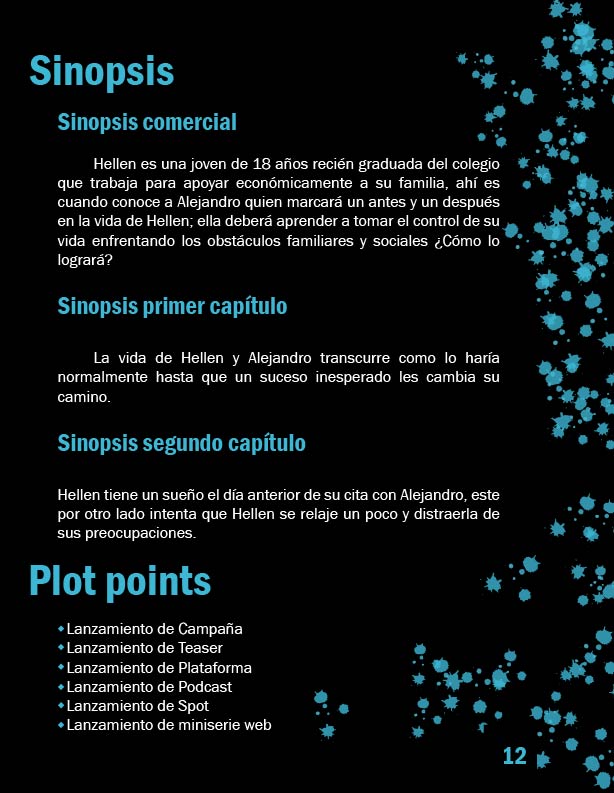 Sinopsis
Sinopsis comercial
Hellen es una joven de 18 años recién graduada del colegio
que trabaja para apoyar económicamente a su familia, ahí es
cuando conoce a Alejandro quien marcará un antes y un después
en la vida de Hellen; ella deberá aprender a tomar el control de su
vida enfrentando los obstáculos familiares y sociales ¿Cómo lo
logrará?
Sinopsis primer capítulo
La vida de Hellen y Alejandro transcurre como lo haría
normalmente hasta que un suceso inesperado les cambia su
camino.
Sinopsis segundo capítulo
Hellen tiene un sueño el día anterior de su cita con Alejandro, este
por otro lado intenta que Hellen se relaje un poco y distraerla de
sus preocupaciones.
Plot points
Lanzamiento de Campaña
Lanzamiento de Teaser
Lanzamiento de Plataforma
Lanzamiento de Podcast
Lanzamiento de Spot
Lanzamiento de miniserie web
12